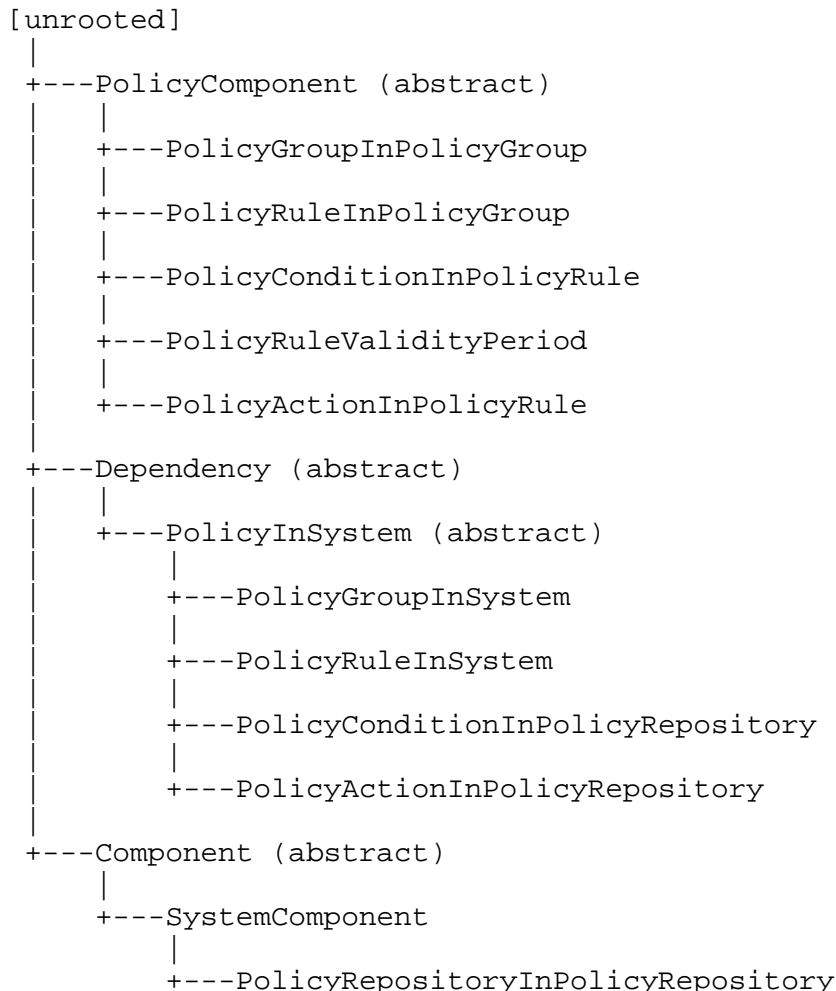 [unrooted]
|
+---PolicyComponent (abstract)
| |
| +---PolicyGroupInPolicyGroup
| |
| +---PolicyRuleInPolicyGroup
| |
| +---PolicyConditionInPolicyRule
| |
| +---PolicyRuleValidityPeriod
| |
| +---PolicyActionInPolicyRule
|
+---Dependency (abstract)
| |
| +---PolicyInSystem (abstract)
| |
| +---PolicyGroupInSystem
| |
| +---PolicyRuleInSystem
| |
| +---PolicyConditionInPolicyRepository
| |
| +---PolicyActionInPolicyRepository
|
+---Component (abstract)
|
+---SystemComponent
|
+---PolicyRepositoryInPolicyRepository